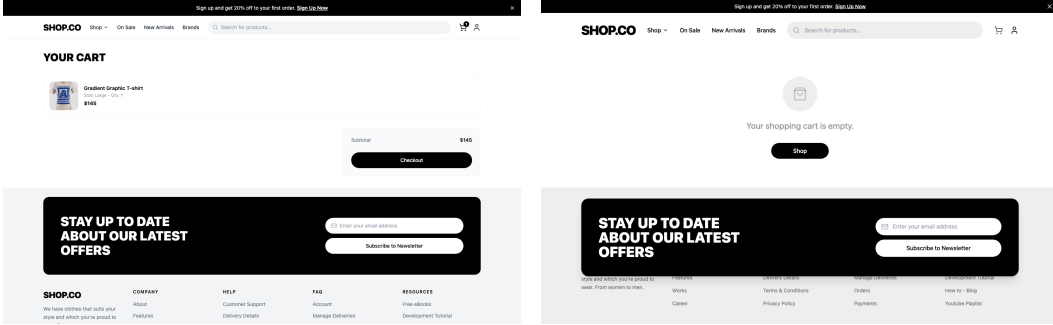 Sign up and get 20% off to your first order. Sign Up Now
SHOP.CO Shop On Sale New Arrivals Brands Search for products... 1
YOUR CART
Gradient Graphic T-shirt
Size: Large • Qty: 1
$145
Subtotal $145
Checkout
STAY UP TO DATE
ABOUT OUR LATEST
OFFERS
Enter your email address
Subscribe to Newsletter
SHOP.CO
We have clothes that suits your
style and which you're proud to
COMPANY
About
Features
HELP
Customer Support
Delivery Details
FAQ
Account
Manage Deliveries
RESOURCES
Free eBooks
Development Tutorial
Sign up and get 20% off to your first order. Sign Up Now
SHOP.CO Shop On Sale New Arrivals Brands Search for products...
Your shopping cart is empty.
Shop
STAY UP TO DATE
ABOUT OUR LATEST
OFFERS
Enter your email address
Subscribe to Newsletter
style and which you're proud to
wear. From women to men.
Features
Works
Career
Delivery Details
Terms & Conditions
Privacy Policy
Manage Deliveries
Orders
Payments
Development Tutorial
How to - Blog
Youtube Playlist